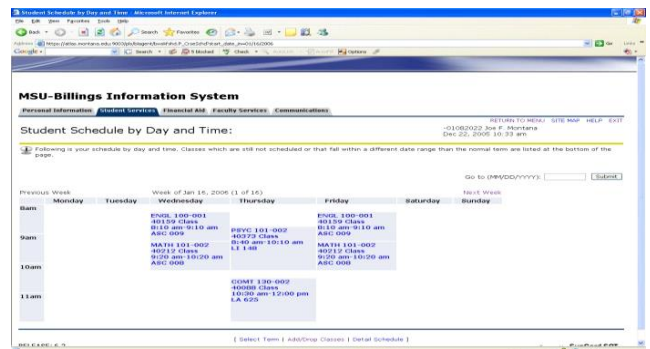 Student Schedule by Day and Time - Microsoft Internet Explorer
File Edit View Favorites Tools Help
Back Search Favorites
Address
Google Search blocked Check Options
Go Links
MSU-Billings Information System
Personal Information Student Services Financial Aid Faculty Services Communications
RETURN TO MENU SITE MAP HELP EXIT
Student Schedule by Day and Time:
-01082022 Joe F. Montana
Dec 22, 2005 10:33 am
Following is your schedule by day and time. Classes which are still not scheduled or that fall within a different date range than the normal term are listed at the bottom of the
page.
Go to (MM/DD/YYYY): Submit
Previous Week Week of Jan 16, 2006 (1 of 16) Next Week
Monday Tuesday Wednesday Thursday Friday Saturday Sunday
8am
ENGL 100-001
40159 Class
8:10 am-9:10 am
ASC 009
PSYC 101-002
40373 Class
8:40 am-10:10 am
LI 148
ENGL 100-001
40159 Class
8:10 am-9:10 am
ASC 009
9am
MATH 101-002
40212 Class
9:20 am-10:20 am
ASC 008
MATH 101-002
40212 Class
9:20 am-10:20 am
ASC 008
10am
COMT 130-002
40088 Class
10:30 am-12:00 pm
LA 625
11am
[ Select Term | Add/Drop Classes | Detail Schedule ]